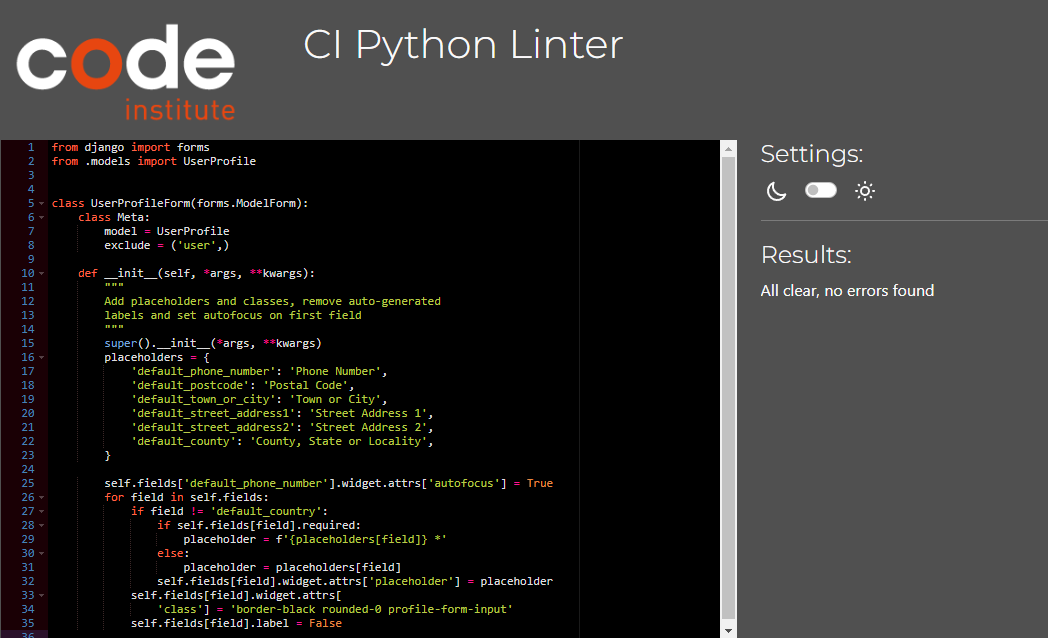 code
institute
CI Python Linter
1 from django import forms
2 from .models import UserProfile
3
4
5 class UserProfileForm(forms.ModelForm):
6     class Meta:
7         model = UserProfile
8         exclude = ('user',)
9
10     def __init__(self, *args, **kwargs):
11         """
12         Add placeholders and classes, remove auto-generated
13         labels and set autofocus on first field
14         """
15         super().__init__(*args, **kwargs)
16         placeholders = {
17             'default_phone_number': 'Phone Number',
18             'default_postcode': 'Postal Code',
19             'default_town_or_city': 'Town or City',
20             'default_street_address1': 'Street Address 1',
21             'default_street_address2': 'Street Address 2',
22             'default_county': 'County, State or Locality',
23         }
24
25         self.fields['default_phone_number'].widget.attrs['autofocus'] = True
26         for field in self.fields:
27             if field != 'default_country':
28                 if self.fields[field].required:
29                     placeholder = f'{placeholders[field]} *'
30                 else:
31                     placeholder = placeholders[field]
32                 self.fields[field].widget.attrs['placeholder'] = placeholder
33             self.fields[field].widget.attrs[
34                 'class'] = 'border-black rounded-0 profile-form-input'
35             self.fields[field].label = False
36
Settings:
Results:
All clear, no errors found